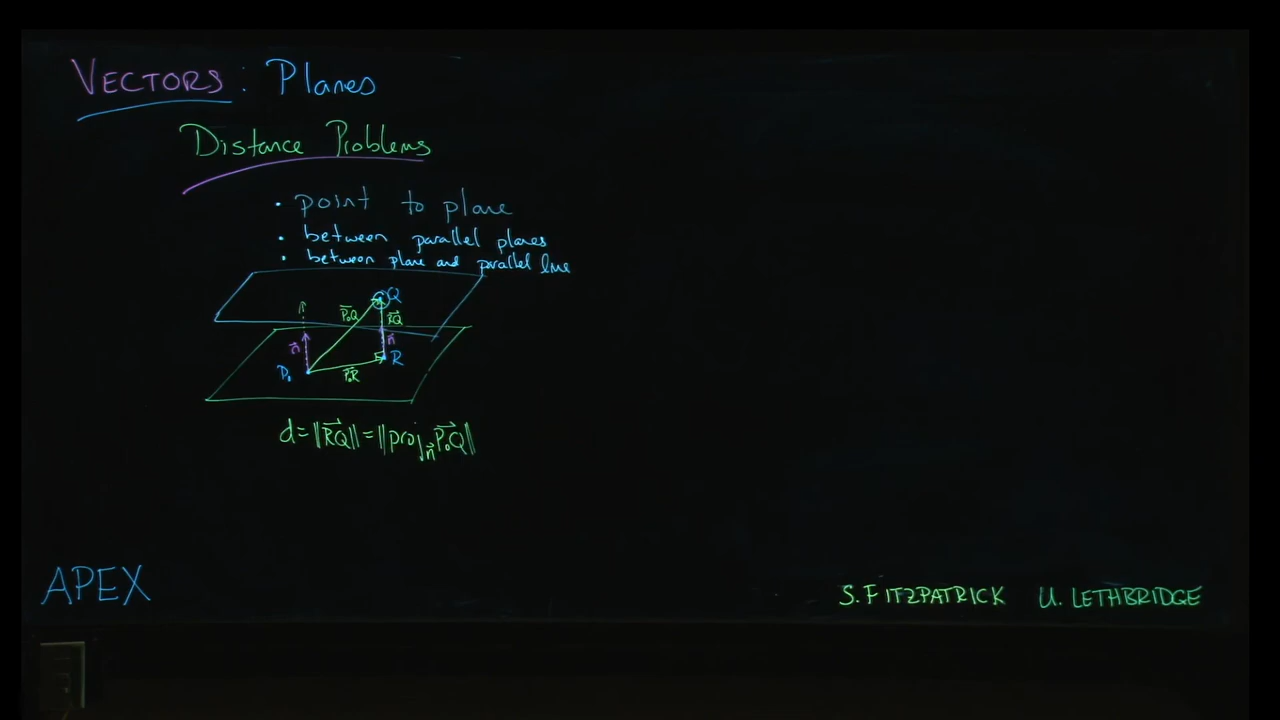 VECTORS: Planes
Distance Problems
• point to plane
• between parallel planes
• between plane and parallel line
Q
P₀Q⃗ RQ⃗
n⃗ n⃗
P₀ R
P₀R⃗
d = ‖RQ⃗‖ = ‖proj_n⃗ P₀Q⃗‖
APEX
S. FITZPATRICK U. LETHBRIDGE